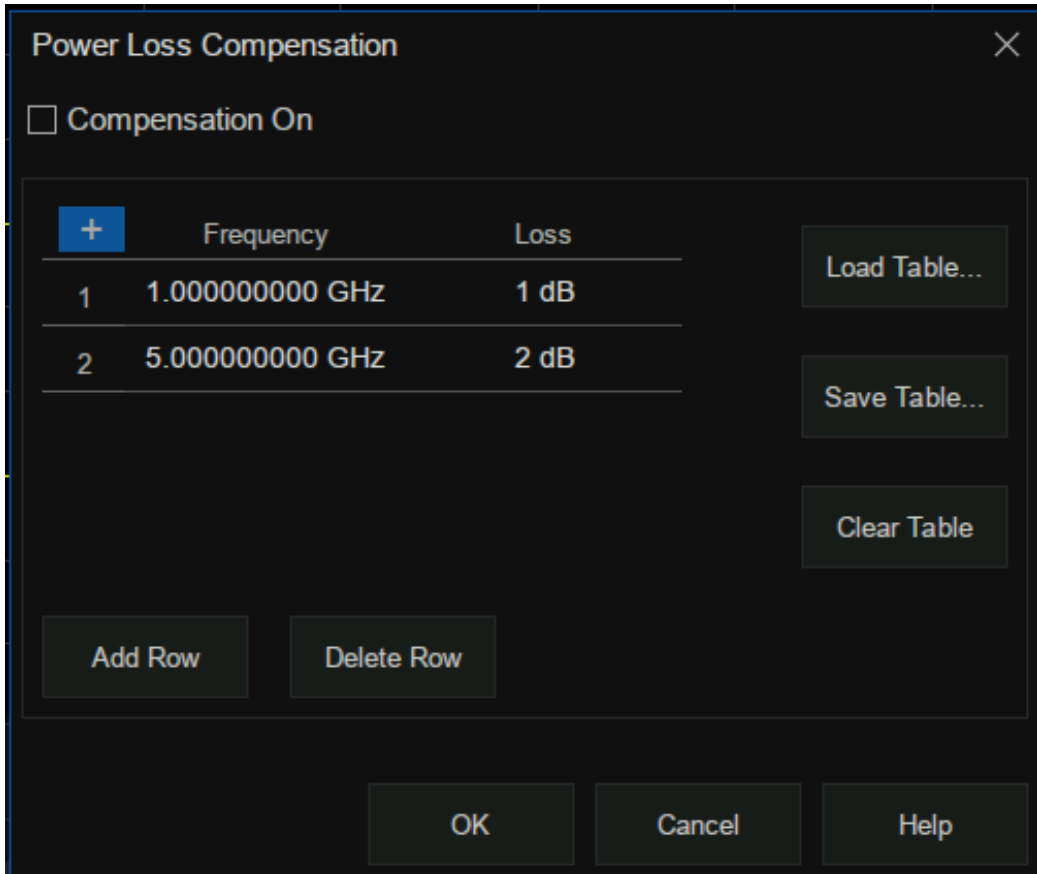 Power Loss Compensation
Compensation On
+ Frequency Loss
1 1.000000000 GHz 1 dB
2 5.000000000 GHz 2 dB
Load Table...
Save Table...
Clear Table
Add Row Delete Row
OK Cancel Help